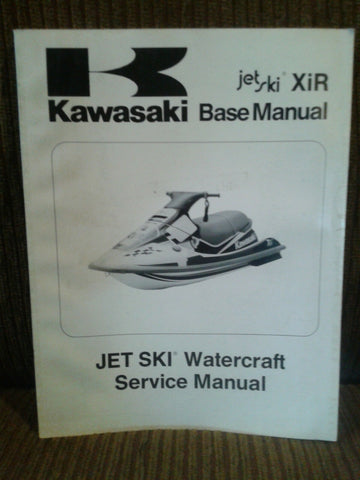 jet ski® XiR
Kawasaki Base Manual
JET SKI® Watercraft
Service Manual